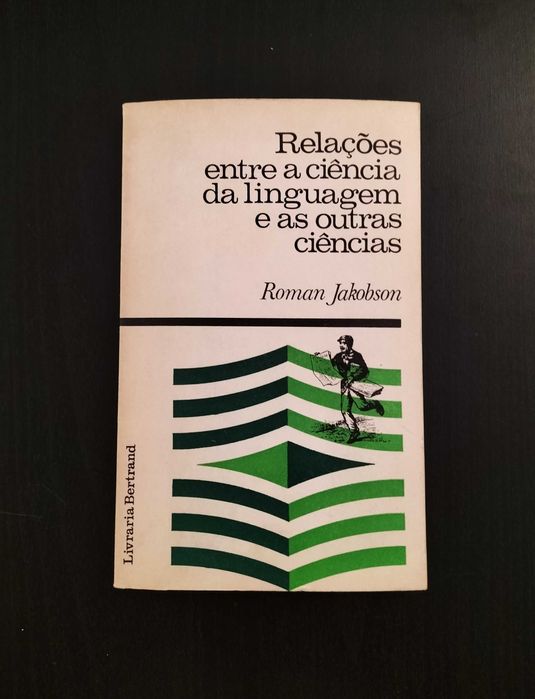 Relações
entre a ciência
da linguagem
e as outras
ciências
Roman Jakobson
Livraria Bertrand